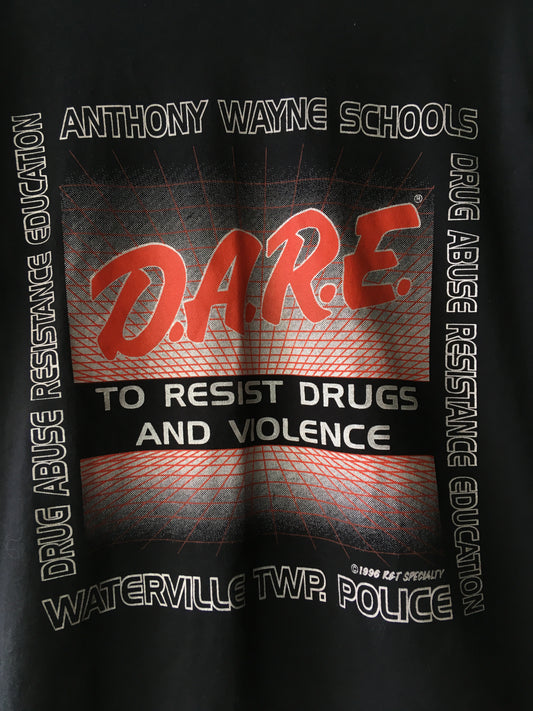 ANTHONY WAYNE SCHOOLS
DRUG ABUSE RESISTANCE EDUCATION
D.A.R.E.®
TO RESIST DRUGS
AND VIOLENCE
DRUG ABUSE RESISTANCE EDUCATION
©1996 R&T SPECIALTY
WATERVILLE TWP. POLICE